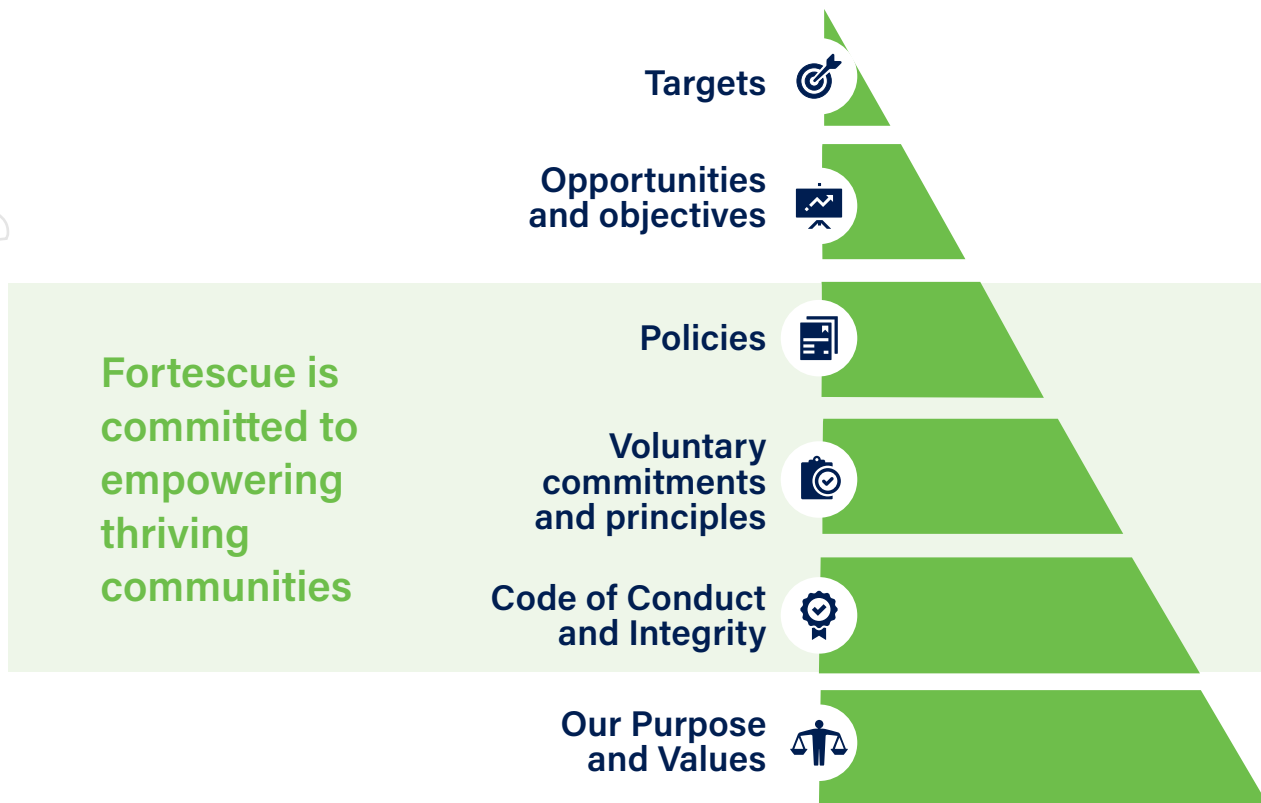 Targets
Opportunities
and objectives
Policies
Fortescue is
committed to
empowering
thriving
communities
Voluntary
commitments
and principles
Code of Conduct
and Integrity
Our Purpose
and Values